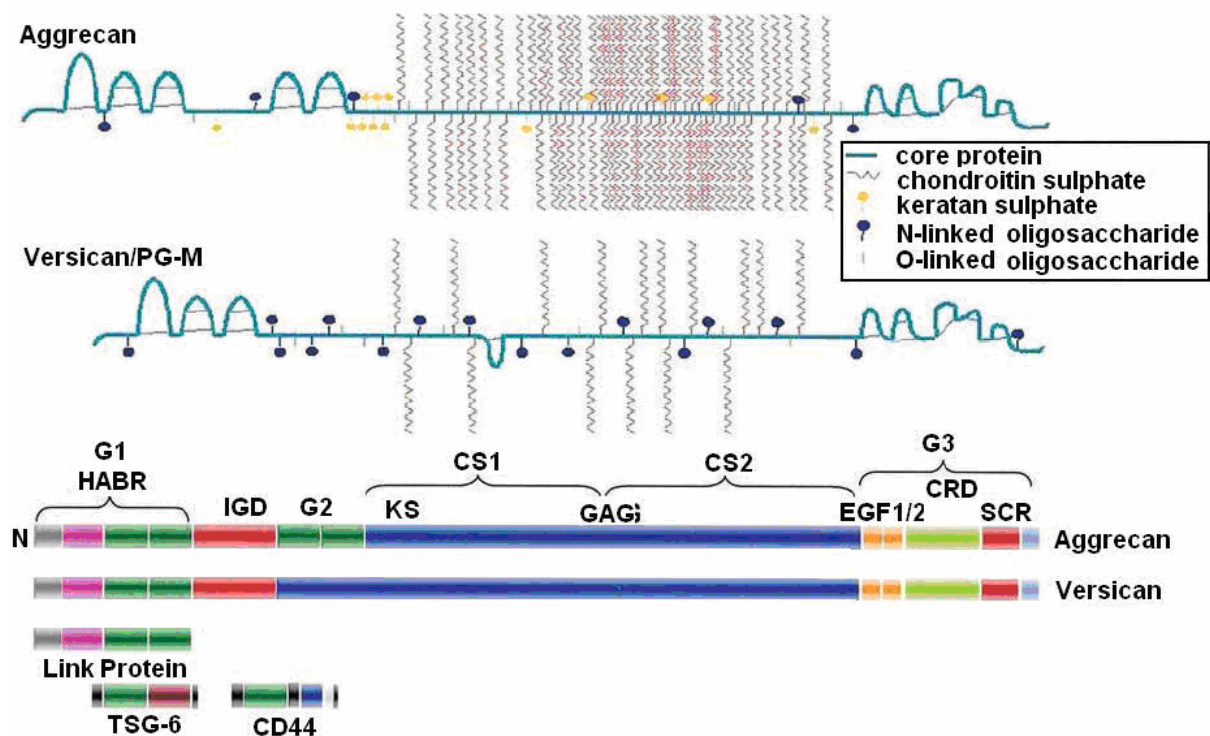 Aggrecan
core protein
chondroitin sulphate
keratan sulphate
N-linked oligosaccharide
O-linked oligosaccharide
Versican/PG-M
G1
HABR
IGD
G2
KS
CS1
GAG
CS2
G3
CRD
EGF1/2
SCR
N
Aggrecan
Versican
Link Protein
TSG-6
CD44